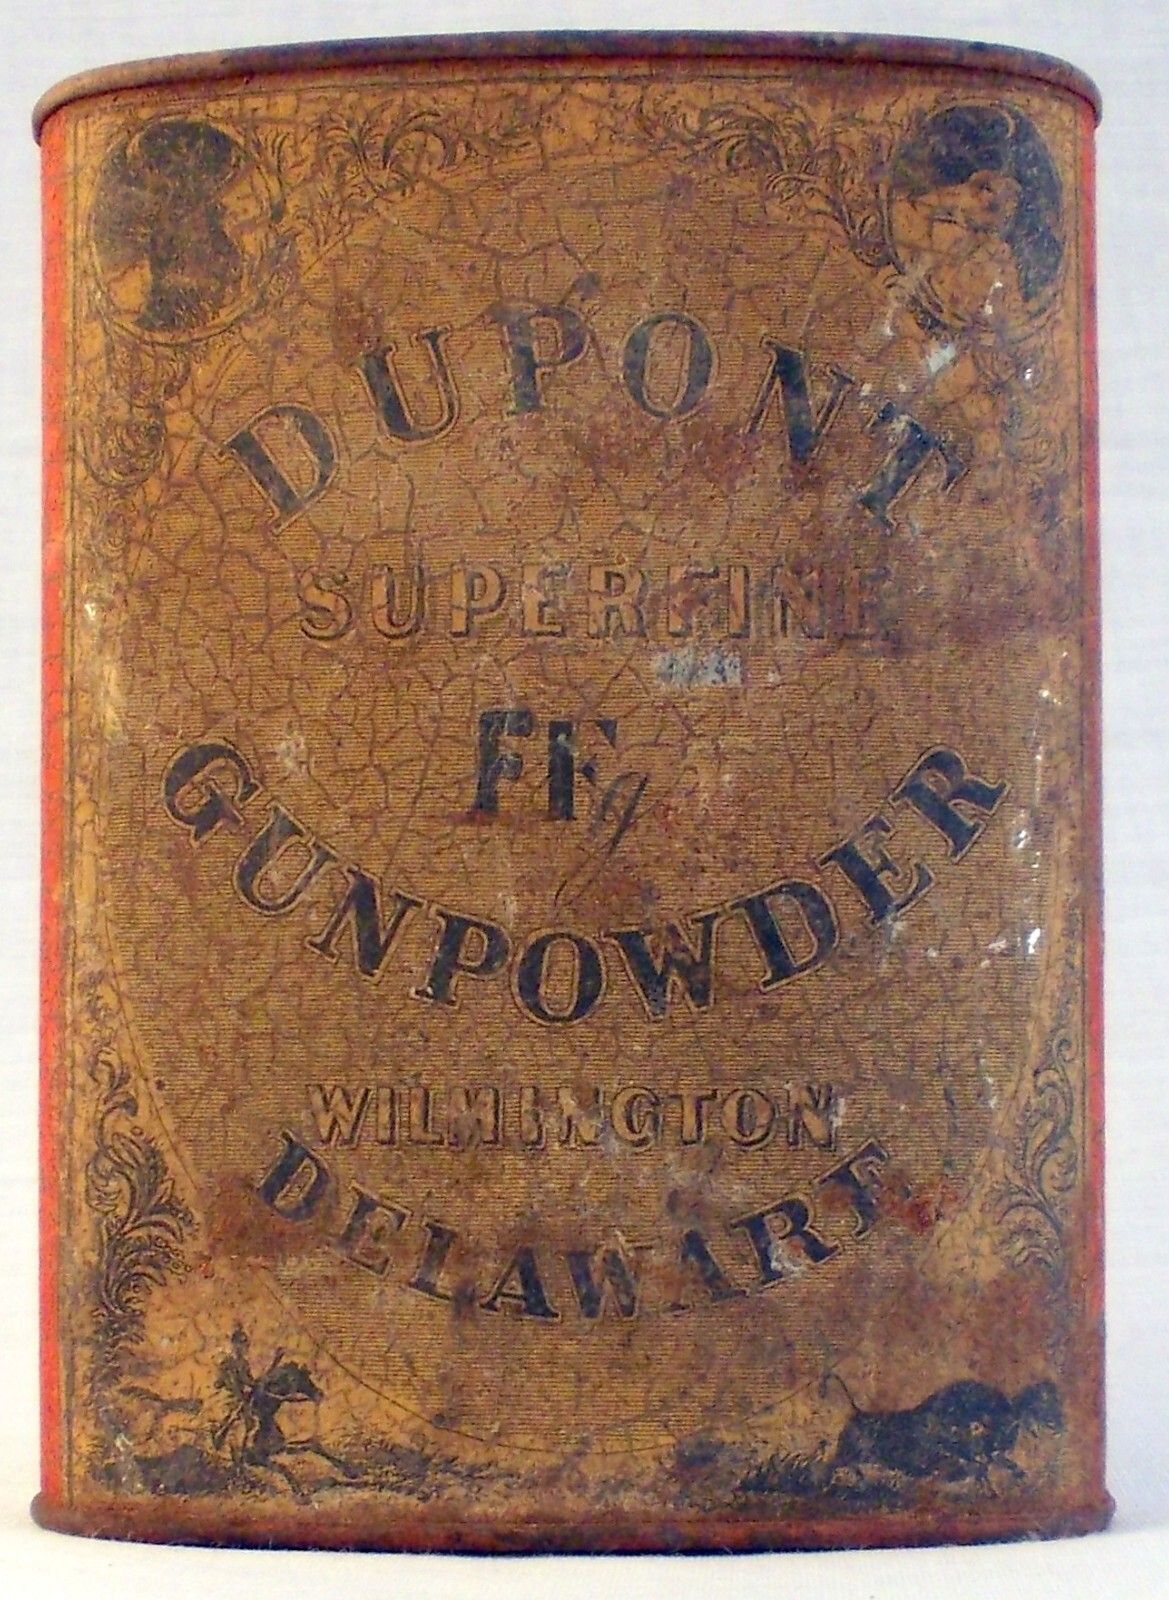 DUPONT
SUPERFINE
FFg
GUNPOWDER
WILMINGTON
DELAWARE